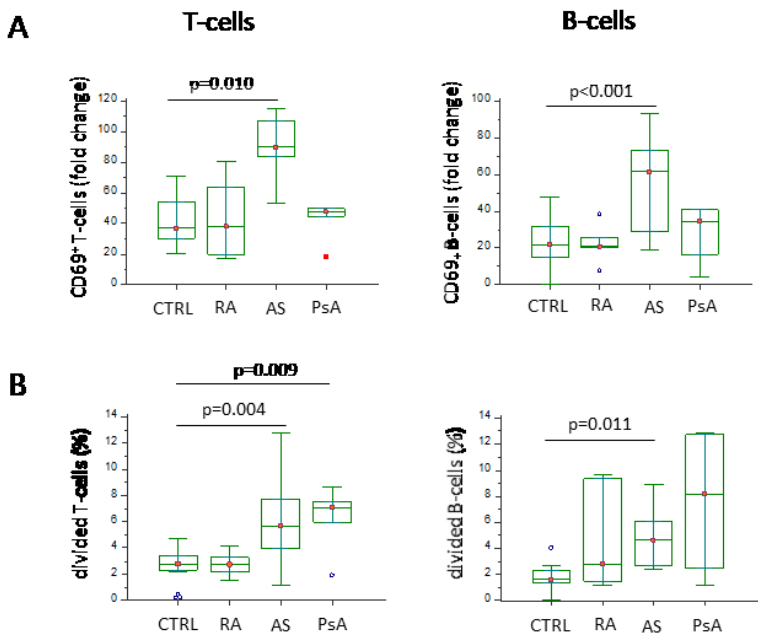 T-cells
B-cells
A
p=0.010
p<0.001
CD69+ T-cells (fold change)
120
100
80
60
40
20
0
CTRL RA AS PsA
CD69+ B-cells (fold change)
100
80
60
40
20
0
CTRL RA AS PsA
B
p=0.009
p=0.004
p=0.011
divided T-cells (%)
14
12
10
8
6
4
2
0
CTRL RA AS PsA
divided B-cells (%)
14
12
10
8
6
4
2
0
CTRL RA AS PsA